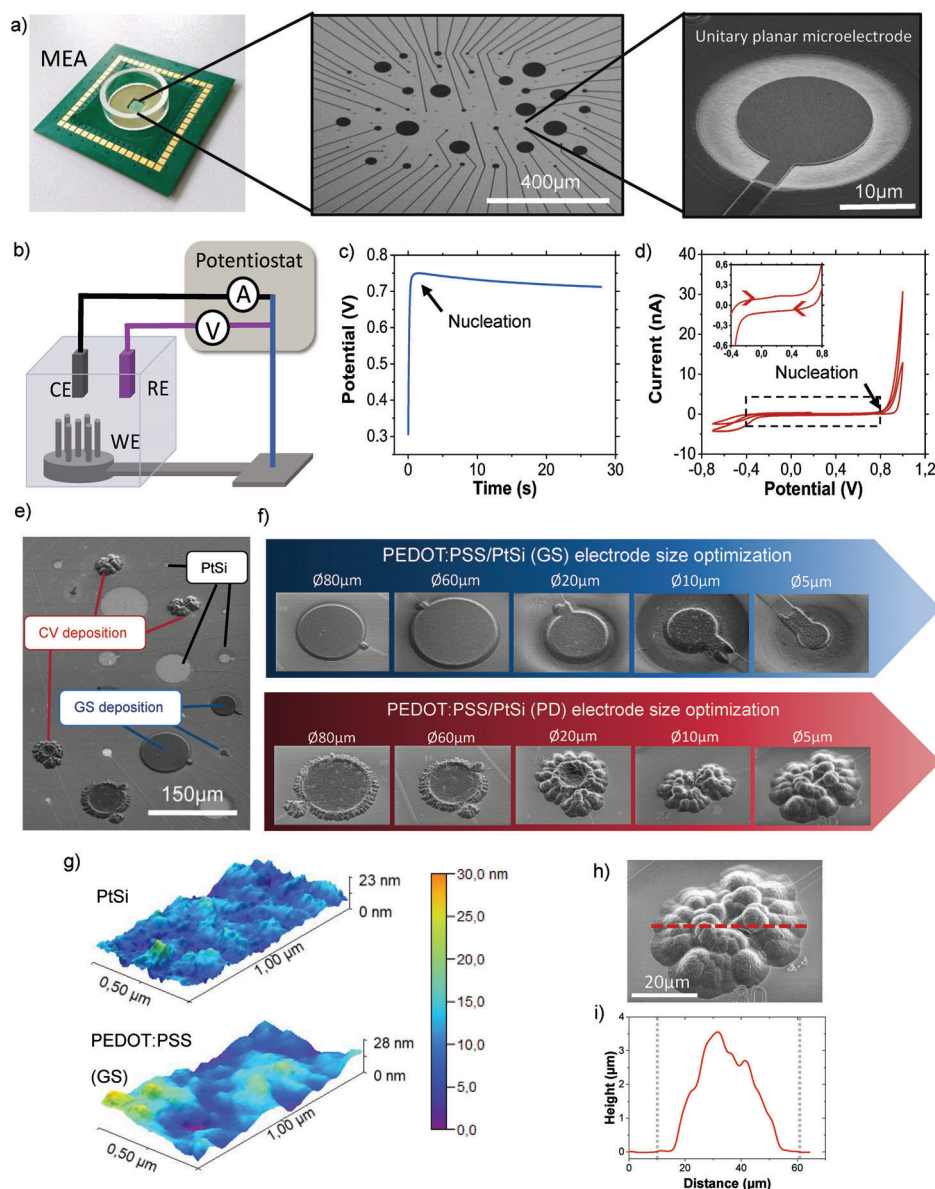 a)
MEA
400µm
Unitary planar microelectrode
10µm
b)
Potentiostat
A
V
CE
RE
WE
c)
0.8
0.7
0.6
0.5
0.4
0.3
Potential (V)
Nucleation
0
10
20
30
Time (s)
d)
40
30
20
10
0
-10
Current (nA)
0,6
0,3
0,0
-0,3
-0,6
-0,4
0,0
0,4
0,8
Nucleation
-0,8
-0,4
0,0
0,4
0,8
Potential (V)
e)
PtSi
CV deposition
GS deposition
150µm
f)
PEDOT:PSS/PtSi (GS) electrode size optimization
Ø80µm
Ø60µm
Ø20µm
Ø10µm
Ø5µm
PEDOT:PSS/PtSi (PD) electrode size optimization
Ø80µm
Ø60µm
Ø20µm
Ø10µm
Ø5µm
g)
PtSi
23 nm
0 nm
1,00 µm
0,50 µm
PEDOT:PSS
(GS)
28 nm
0 nm
1,00 µm
0,50 µm
30,0 nm
25,0
20,0
15,0
10,0
5,0
0,0
h)
20µm
30
i)
4
3
2
1
0
Height (µm)
0
20
40
60
Distance (µm)